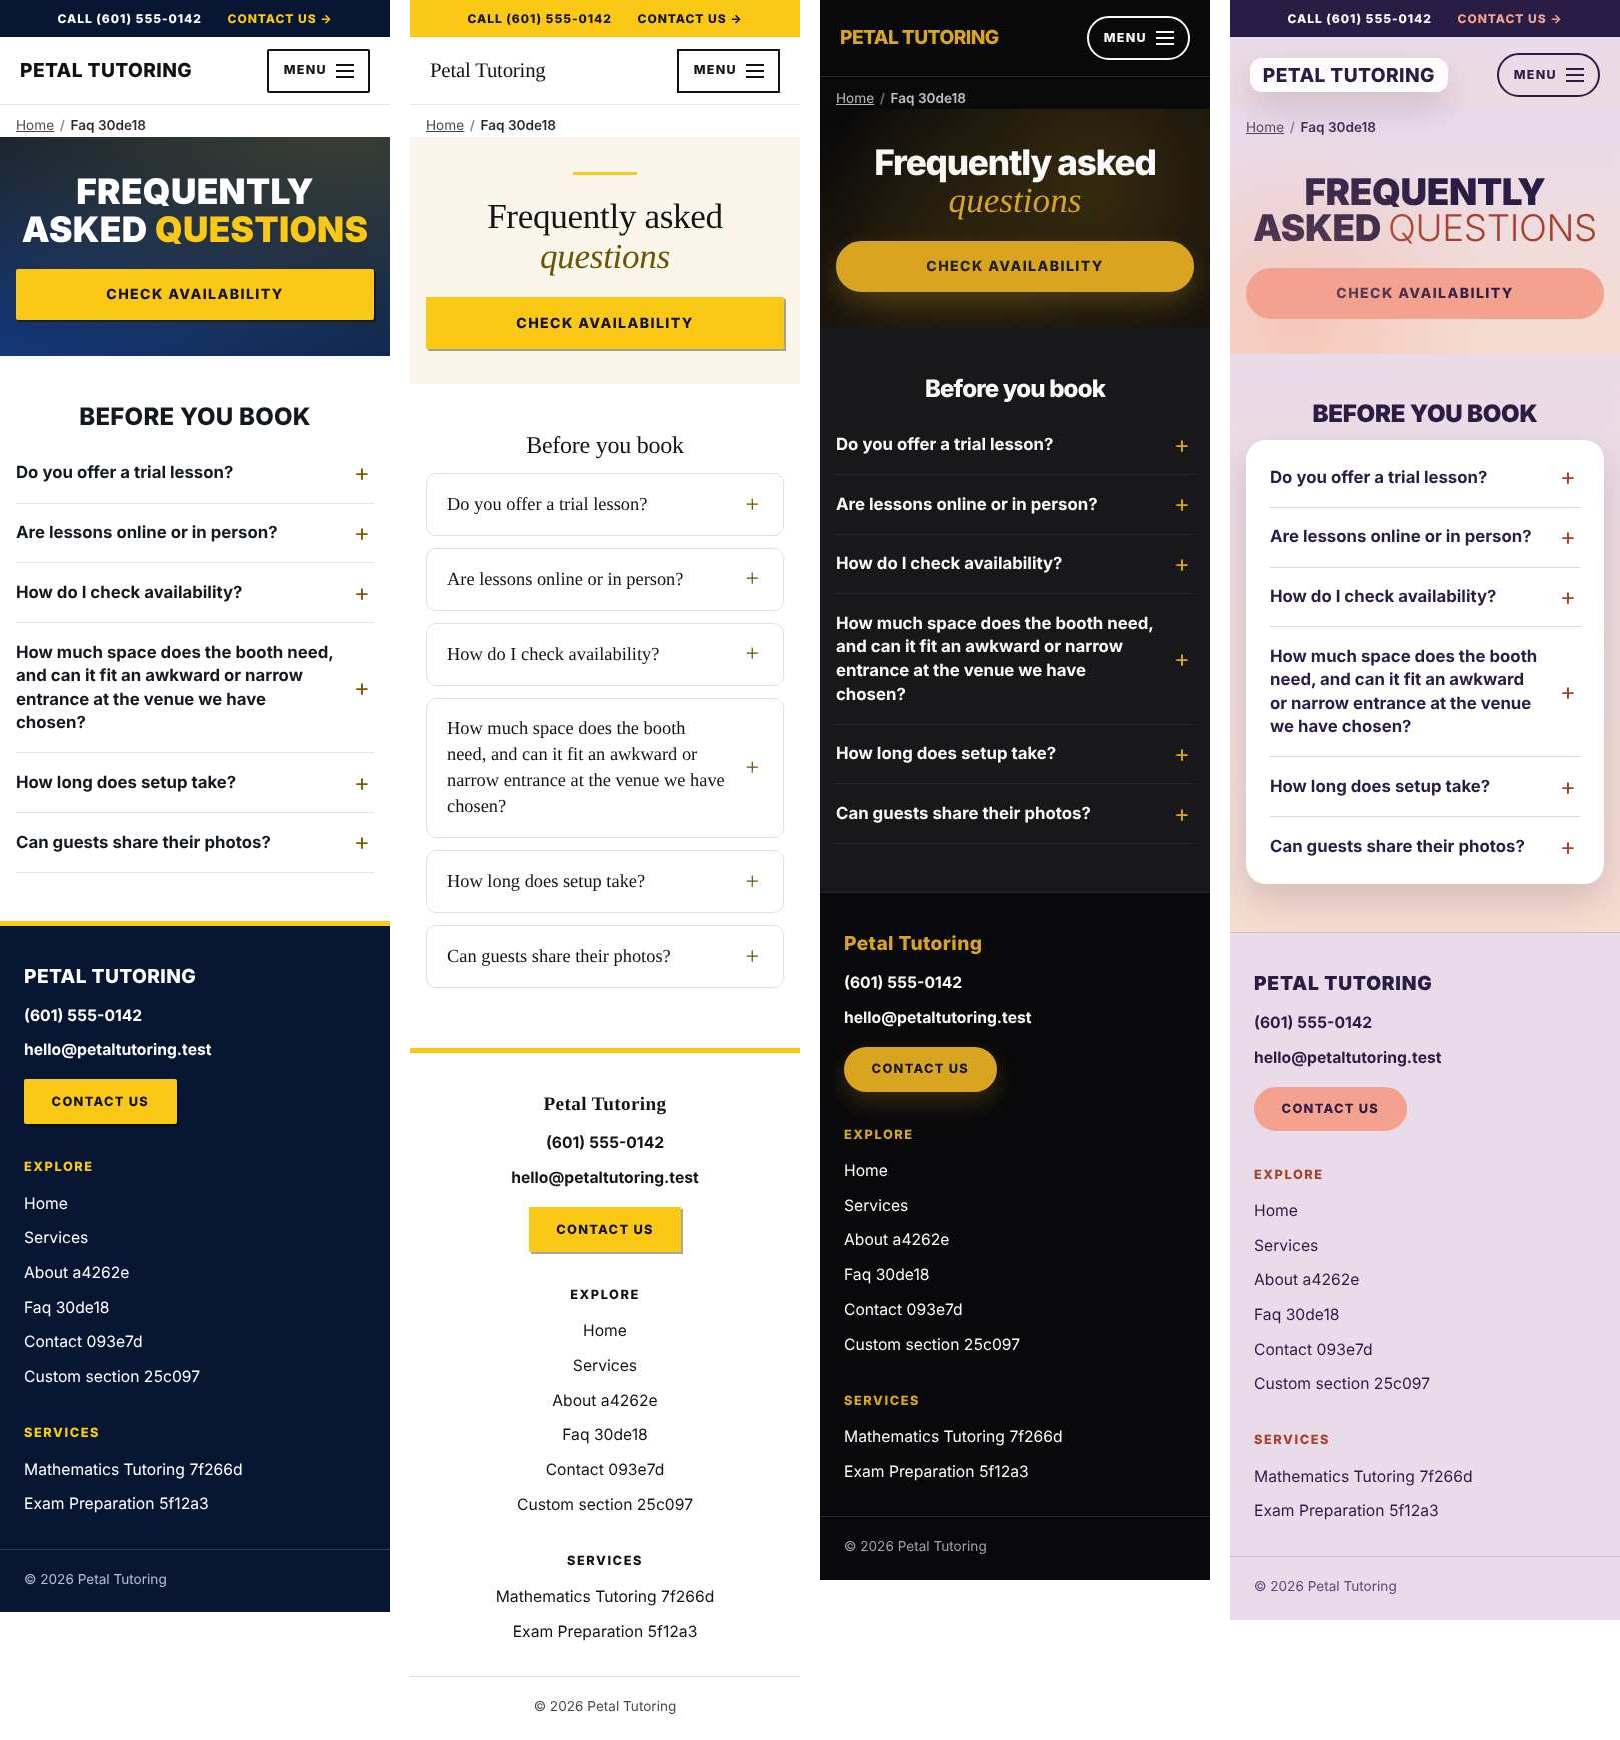 CALL (601) 555-0142 CONTACT US →
PETAL TUTORING
MENU
Home / Faq 30de18
FREQUENTLY
ASKED QUESTIONS
CHECK AVAILABILITY
BEFORE YOU BOOK
Do you offer a trial lesson? +
Are lessons online or in person? +
How do I check availability? +
How much space does the booth need,
and can it fit an awkward or narrow
entrance at the venue we have
chosen? +
How long does setup take? +
Can guests share their photos? +
PETAL TUTORING
(601) 555-0142
hello@petaltutoring.test
CONTACT US
EXPLORE
Home
Services
About a4262e
Faq 30de18
Contact 093e7d
Custom section 25c097
SERVICES
Mathematics Tutoring 7f266d
Exam Preparation 5f12a3
© 2026 Petal Tutoring
CALL (601) 555-0142 CONTACT US →
Petal Tutoring
MENU
Home / Faq 30de18
Frequently asked
questions
CHECK AVAILABILITY
Before you book
Do you offer a trial lesson? +
Are lessons online or in person? +
How do I check availability? +
How much space does the booth
need, and can it fit an awkward or
narrow entrance at the venue we have
chosen? +
How long does setup take? +
Can guests share their photos? +
Petal Tutoring
(601) 555-0142
hello@petaltutoring.test
CONTACT US
EXPLORE
Home
Services
About a4262e
Faq 30de18
Contact 093e7d
Custom section 25c097
SERVICES
Mathematics Tutoring 7f266d
Exam Preparation 5f12a3
© 2026 Petal Tutoring
PETAL TUTORING
MENU
Home / Faq 30de18
Frequently asked
questions
CHECK AVAILABILITY
Before you book
Do you offer a trial lesson? +
Are lessons online or in person? +
How do I check availability? +
How much space does the booth need,
and can it fit an awkward or narrow
entrance at the venue we have
chosen? +
How long does setup take? +
Can guests share their photos? +
Petal Tutoring
(601) 555-0142
hello@petaltutoring.test
CONTACT US
EXPLORE
Home
Services
About a4262e
Faq 30de18
Contact 093e7d
Custom section 25c097
SERVICES
Mathematics Tutoring 7f266d
Exam Preparation 5f12a3
© 2026 Petal Tutoring
CALL (601) 555-0142 CONTACT US →
PETAL TUTORING
MENU
Home / Faq 30de18
FREQUENTLY
ASKED QUESTIONS
CHECK AVAILABILITY
BEFORE YOU BOOK
Do you offer a trial lesson? +
Are lessons online or in person? +
How do I check availability? +
How much space does the booth
need, and can it fit an awkward
or narrow entrance at the venue
we have chosen? +
How long does setup take? +
Can guests share their photos? +
PETAL TUTORING
(601) 555-0142
hello@petaltutoring.test
CONTACT US
EXPLORE
Home
Services
About a4262e
Faq 30de18
Contact 093e7d
Custom section 25c097
SERVICES
Mathematics Tutoring 7f266d
Exam Preparation 5f12a3
© 2026 Petal Tutoring